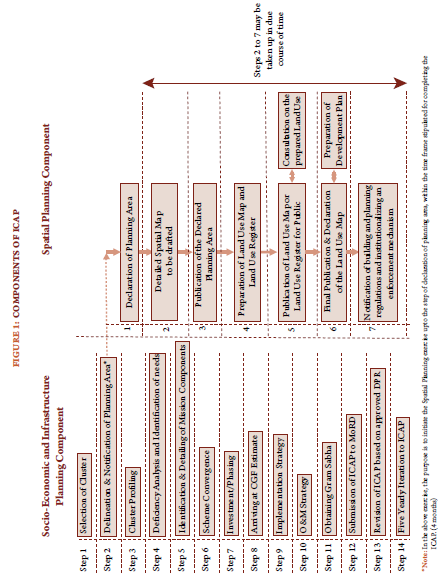 FIGURE 1: COMPONENTS OF ICAP
Socio-Economic and Infrastructure
Planning Component
Step 1
Selection of Cluster
Step 2
Delineation & Notification of Planning Area*
Step 3
Cluster Profiling
Step 4
Deficiency Analysis and Identification of needs
Step 5
Identification & Detailing of Mission Components
Step 6
Scheme Convergence
Step 7
Investment/Phasing
Step 8
Arriving at CGF Estimate
Step 9
Implementation Strategy
Step 10
O&M Strategy
Step 11
Obtaining Gram Sabha
Step 12
Submission of ICAP to MoRD
Step 13
Revision of ICAP based on approved DPR
Step 14
Five Yearly Iteration to ICAP
Spatial Planning Component
1
Declaration of Planning Area
2
Detailed Spatial Map
to be drafted
3
Publication of the Declared
Planning Area
4
Preparation of Land Use Map and
Land Use Register
5
Publication of Land Use Map or
Land Use Register for Public
Consultation on the
prepared Land Use
6
Final Publication & Declaration
of the Land Use Map
Preparation of
Development Plan
7
Notification of building and planning
regulations and institutionalizing an
enforcement mechanism
Steps 2 to 7 may be
taken up in due
course of time
*Note: In the above exercise, the purpose is to initiate the Spatial Planning exercise upto the step of declaration of planning area, within the time frame stipulated for completing the
ICAP. (4 months)